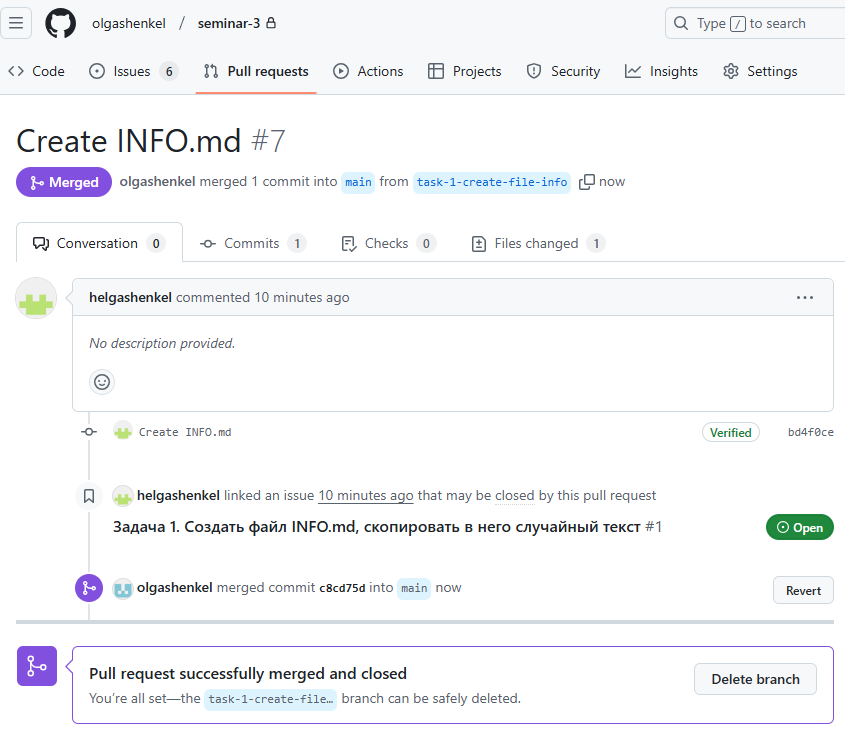 olgashenkel / seminar-3
Type / to search
Code Issues 6 Pull requests Actions Projects Security Insights Settings
Create INFO.md #7
Merged olgashenkel merged 1 commit into main from task-1-create-file-info now
Conversation 0 Commits 1 Checks 0 Files changed 1
helgashenkel commented 10 minutes ago
No description provided.
Create INFO.md Verified bd4f0ce
helgashenkel linked an issue 10 minutes ago that may be closed by this pull request
Задача 1. Создать файл INFO.md, скопировать в него случайный текст #1 Open
olgashenkel merged commit c8cd75d into main now Revert
Pull request successfully merged and closed
You're all set—the task-1-create-file… branch can be safely deleted.
Delete branch